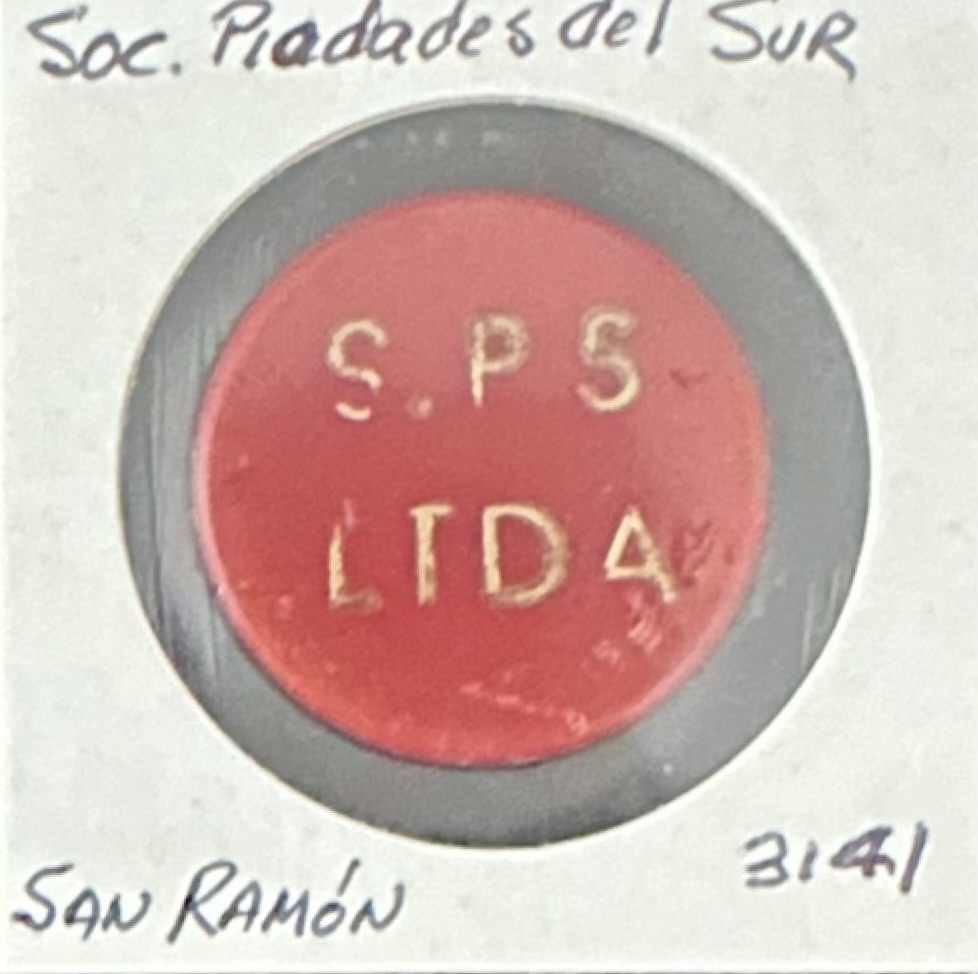 Soc. Piadades del Sur
S.PS
LTDA
SAN RAMÓN
3141